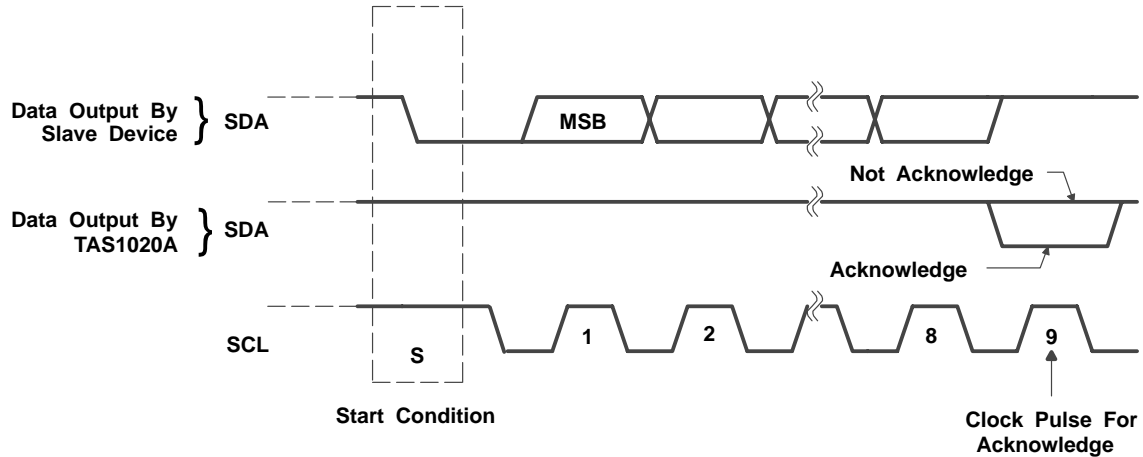 Data Output By
Slave Device
SDA
MSB
Not Acknowledge
Data Output By
TAS1020A
SDA
Acknowledge
SCL
S
1
2
8
9
Start Condition
Clock Pulse For
Acknowledge